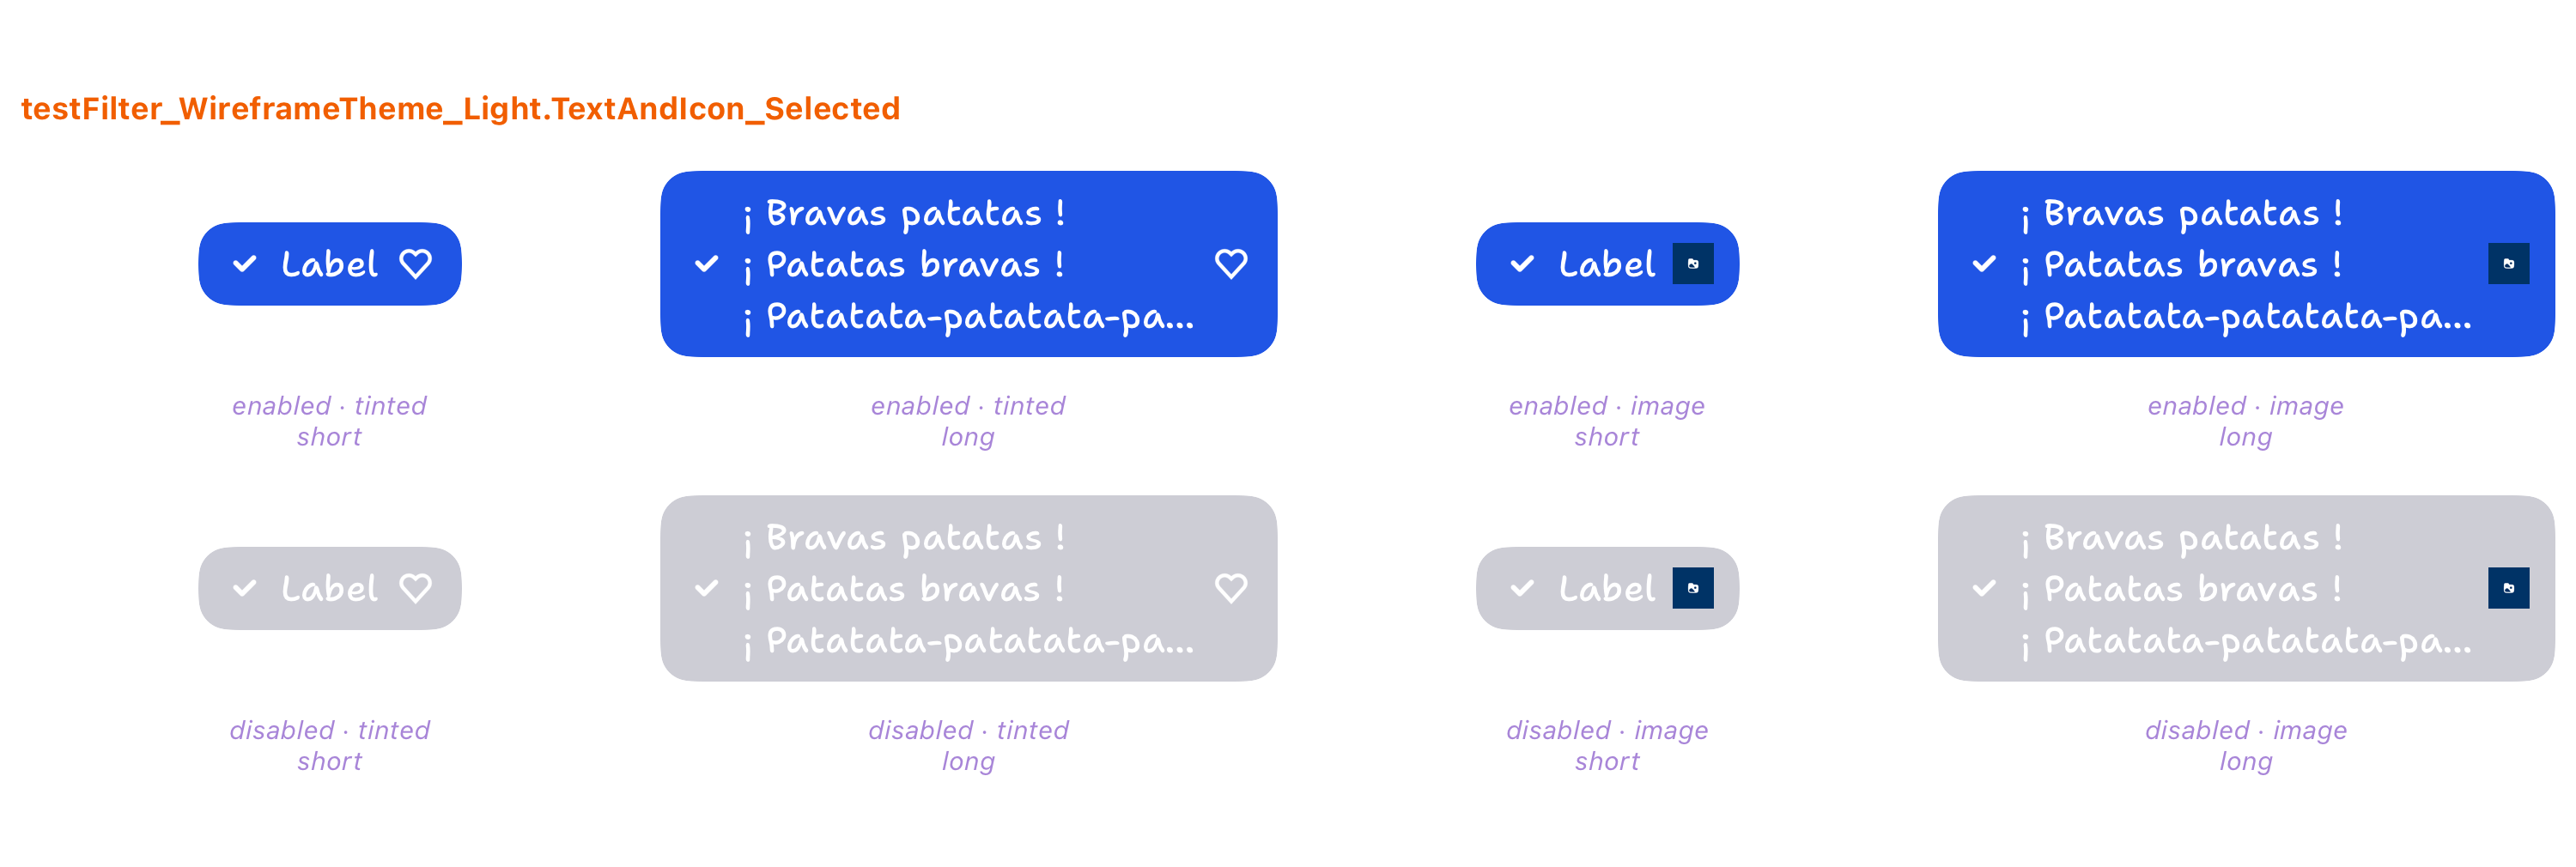 testFilter_WireframeTheme_Light.TextAndIcon_Selected
Label
¡ Bravas patatas !
¡ Patatas bravas !
¡ Patatata-patatata-pa...
Label
¡ Bravas patatas !
¡ Patatas bravas !
¡ Patatata-patatata-pa...
enabled · tinted
short
enabled · tinted
long
enabled · image
short
enabled · image
long
Label
¡ Bravas patatas !
¡ Patatas bravas !
¡ Patatata-patatata-pa...
Label
¡ Bravas patatas !
¡ Patatas bravas !
¡ Patatata-patatata-pa...
disabled · tinted
short
disabled · tinted
long
disabled · image
short
disabled · image
long